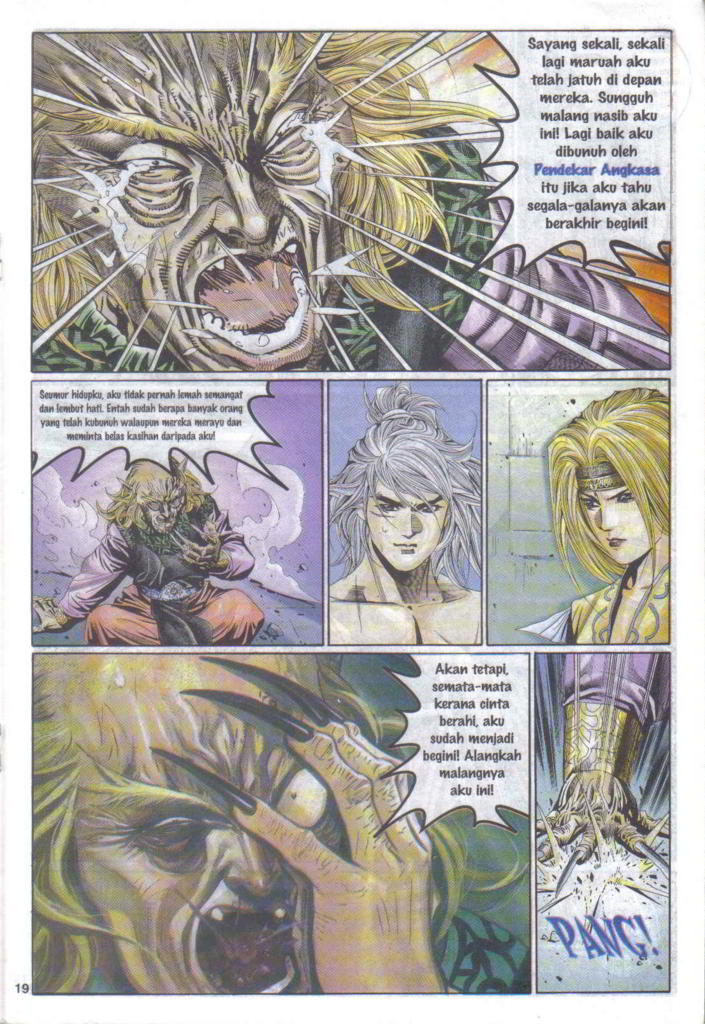 Sayang sekali, sekali
lagi maruah aku
telah jatuh di depan
mereka. Sungguh
malang nasib aku
ini! Lagi baik aku
dibunuh oleh
Pendekar Angkasa
itu jika aku tahu
segala-galanya akan
berakhir begini!
Seumur hidupku, aku tidak pernah lemah semangat
dan lembut hati. Entah sudah berapa banyak orang
yang telah kubunuh walaupun mereka merayu dan
meminta belas kasihan daripada aku!
Akan tetapi,
semata-mata
kerana cinta
berahi, aku
sudah menjadi
begini! Alangkah
malangnya
aku ini!
PANG!
19